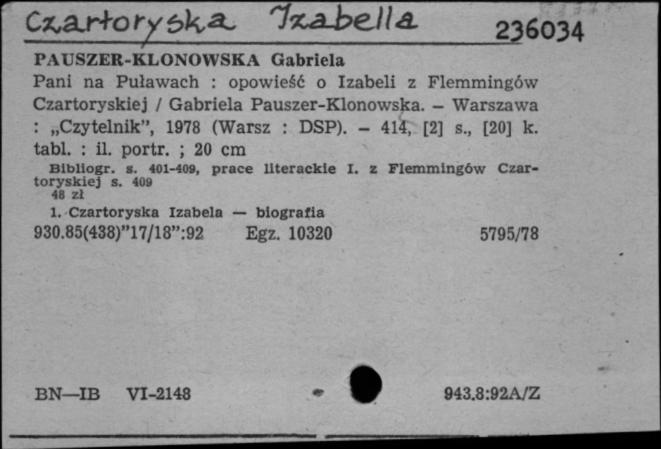 Czartoryska Izabella 236034
PAUSZER-KLONOWSKA Gabriela
Pani na Puławach : opowieść o Izabeli z Flemmingów
Czartoryskiej / Gabriela Pauszer-Klonowska. — Warszawa
: „Czytelnik”, 1978 (Warsz : DSP). — 414, [2] s., [20] k.
tabl. : il. portr. ; 20 cm
Bibliogr. s. 401-409, prace literackie I. z Flemmingów Czar-
toryskiej s. 409
48 zł
1. Czartoryska Izabela — biografia
930.85(438)”17/18”:92 Egz. 10320 5795/78
BN—IB VI-2148 943.8:92A/Z